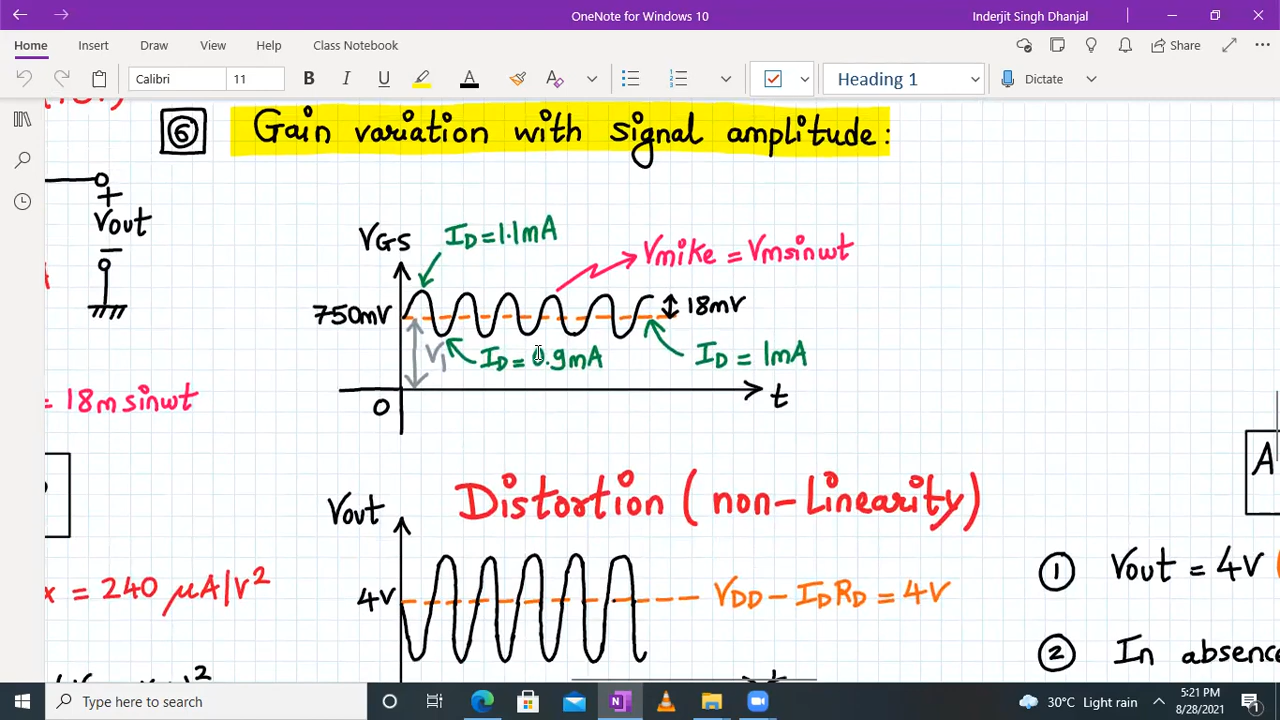 OneNote for Windows 10
Inderjit Singh Dhanjal
Home Insert Draw View Help Class Notebook
Share
Calibri 11 B I U A Heading 1 Dictate
⑥ Gain variation with signal amplitude:
+
Vout
−
VGS
ID=1.1mA
Vmike = Vmsinωt
750mV
18mV
V1
ID=0.9mA
ID = 1mA
0
t
= 18m sinωt
Distortion (non-Linearity)
Vout
A
① Vout = 4V
x = 240 μA/V²
4V
VDD − IDRD = 4V
② In absence
Type here to search
30°C Light rain
5:21 PM
8/28/2021